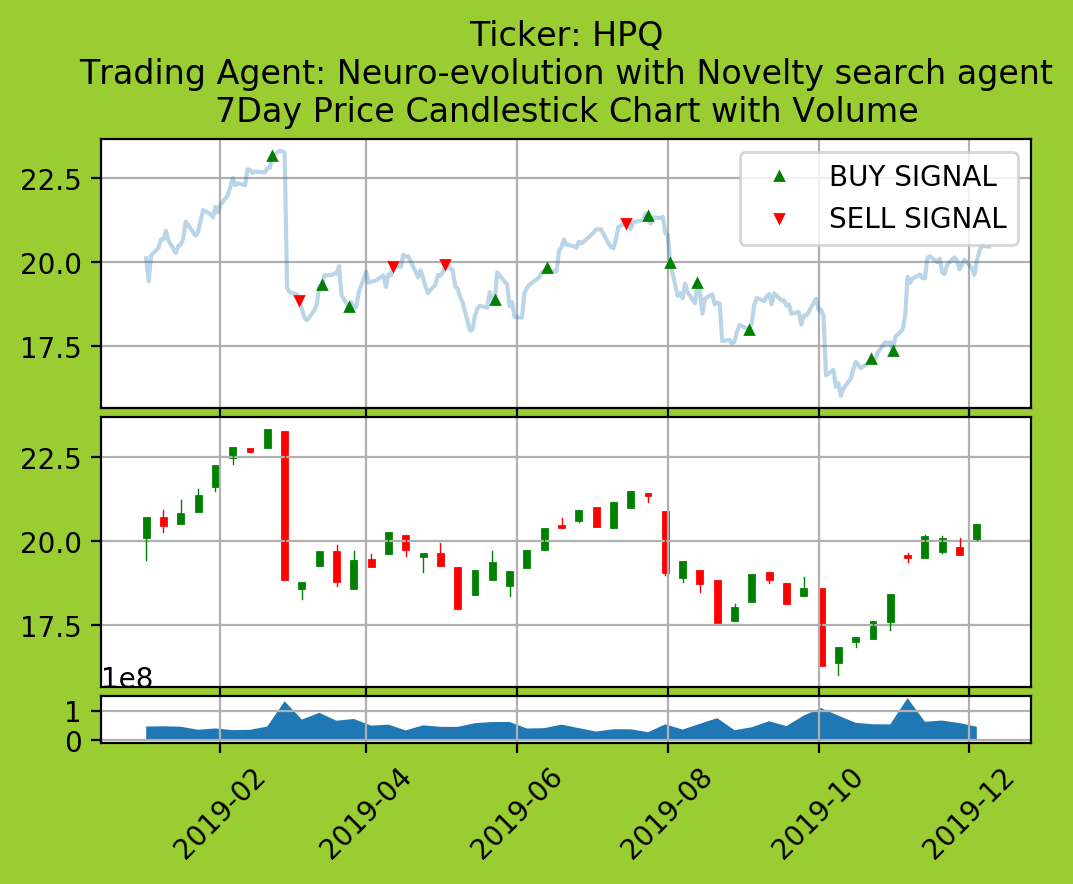 Ticker: HPQ
Trading Agent: Neuro-evolution with Novelty search agent
7Day Price Candlestick Chart with Volume
22.5
20.0
17.5
BUY SIGNAL
SELL SIGNAL
22.5
20.0
17.5
1e8
1
0
2019-02
2019-04
2019-06
2019-08
2019-10
2019-12